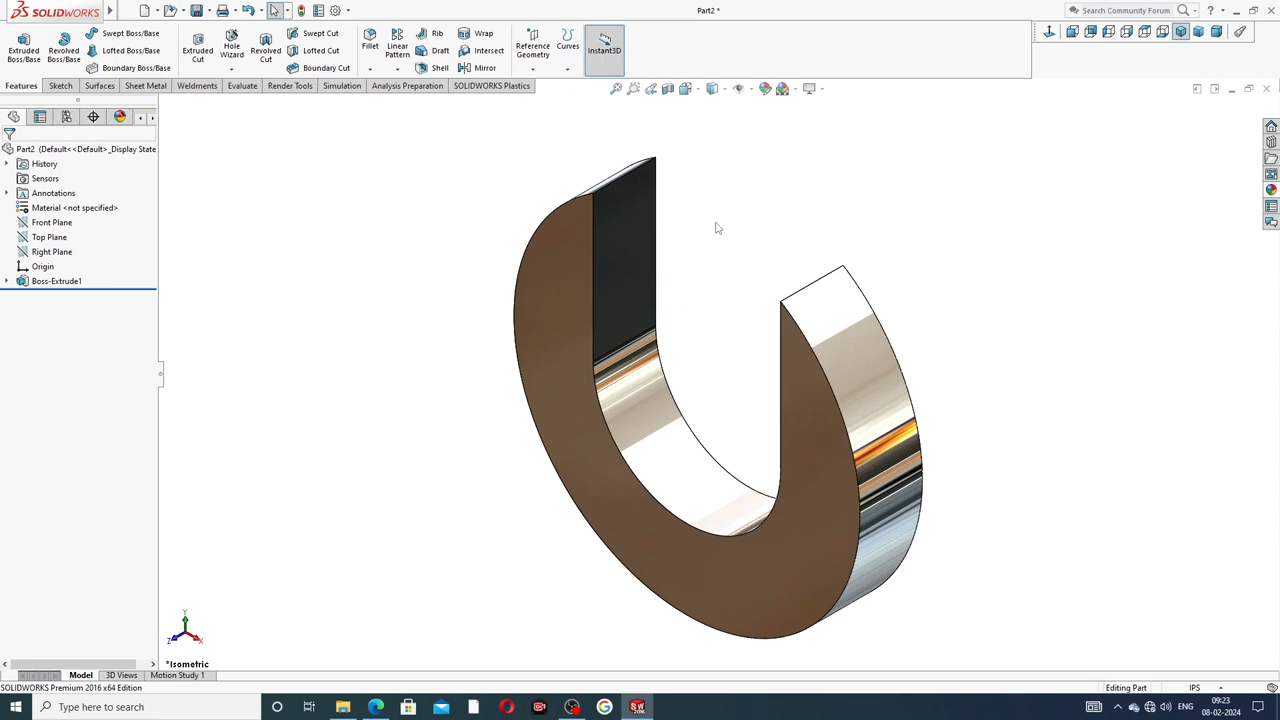 SOLIDWORKS
Part2 *
Search Community Forum
Extruded Boss/Base
Revolved Boss/Base
Swept Boss/Base
Lofted Boss/Base
Boundary Boss/Base
Extruded Cut
Hole Wizard
Revolved Cut
Swept Cut
Lofted Cut
Boundary Cut
Fillet
Linear Pattern
Rib
Draft
Shell
Wrap
Intersect
Mirror
Reference Geometry
Curves
Instant3D
Features
Sketch
Surfaces
Sheet Metal
Weldments
Evaluate
Render Tools
Simulation
Analysis Preparation
SOLIDWORKS Plastics
Part2 (Default<<Default>_Display State
History
Sensors
Annotations
Material <not specified>
Front Plane
Top Plane
Right Plane
Origin
Boss-Extrude1
Y
Z
X
*Isometric
Model
3D Views
Motion Study 1
SOLIDWORKS Premium 2016 x64 Edition
Editing Part
IPS
Type here to search
ENG
09:23
08-02-2024